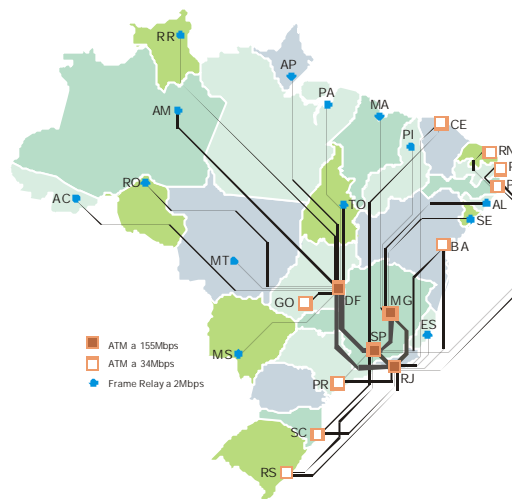 RR
AP
PA
MA
AM
PI
CE
RN
RO
AC
TO
AL
SE
BA
MT
GO
DF
MG
ES
SP
MS
PR
RJ
SC
RS
ATM a 155Mbps
ATM a 34Mbps
Frame Relay a 2Mbps